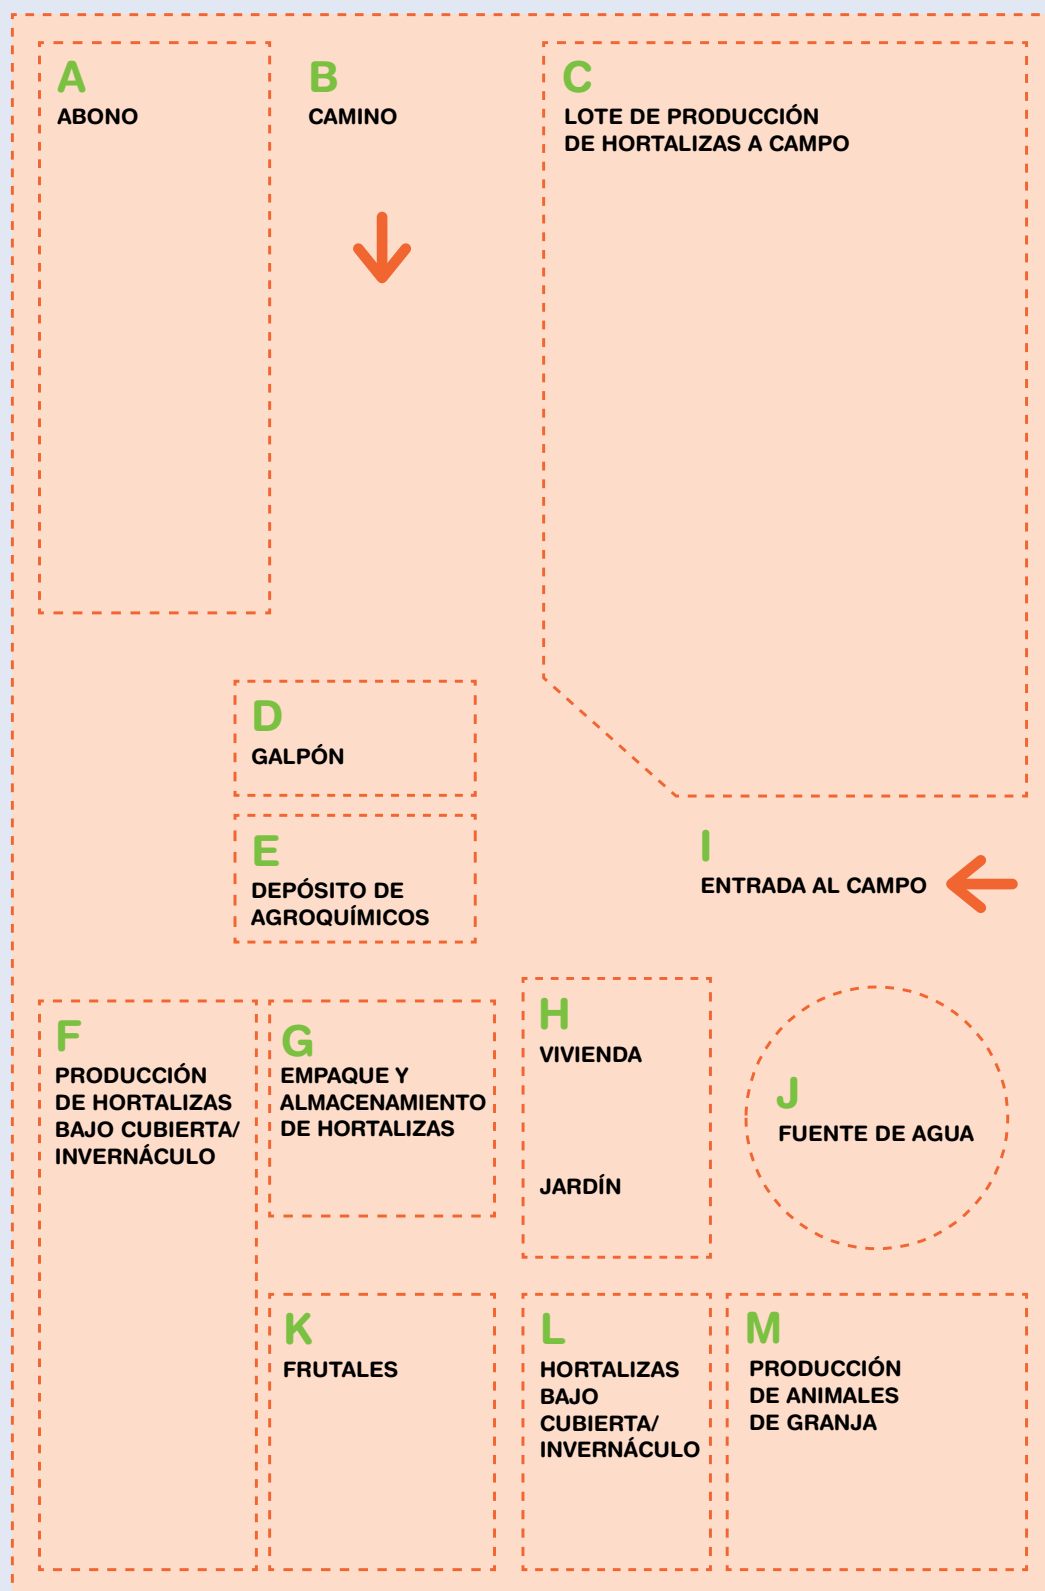 A
ABONO
B
CAMINO
C
LOTE DE PRODUCCIÓN
DE HORTALIZAS A CAMPO
D
GALPÓN
E
DEPÓSITO DE
AGROQUÍMICOS
I
ENTRADA AL CAMPO
F
PRODUCCIÓN
DE HORTALIZAS
BAJO CUBIERTA/
INVERNÁCULO
G
EMPAQUE Y
ALMACENAMIENTO
DE HORTALIZAS
H
VIVIENDA
JARDÍN
J
FUENTE DE AGUA
K
FRUTALES
L
HORTALIZAS
BAJO
CUBIERTA/
INVERNÁCULO
M
PRODUCCIÓN
DE ANIMALES
DE GRANJA